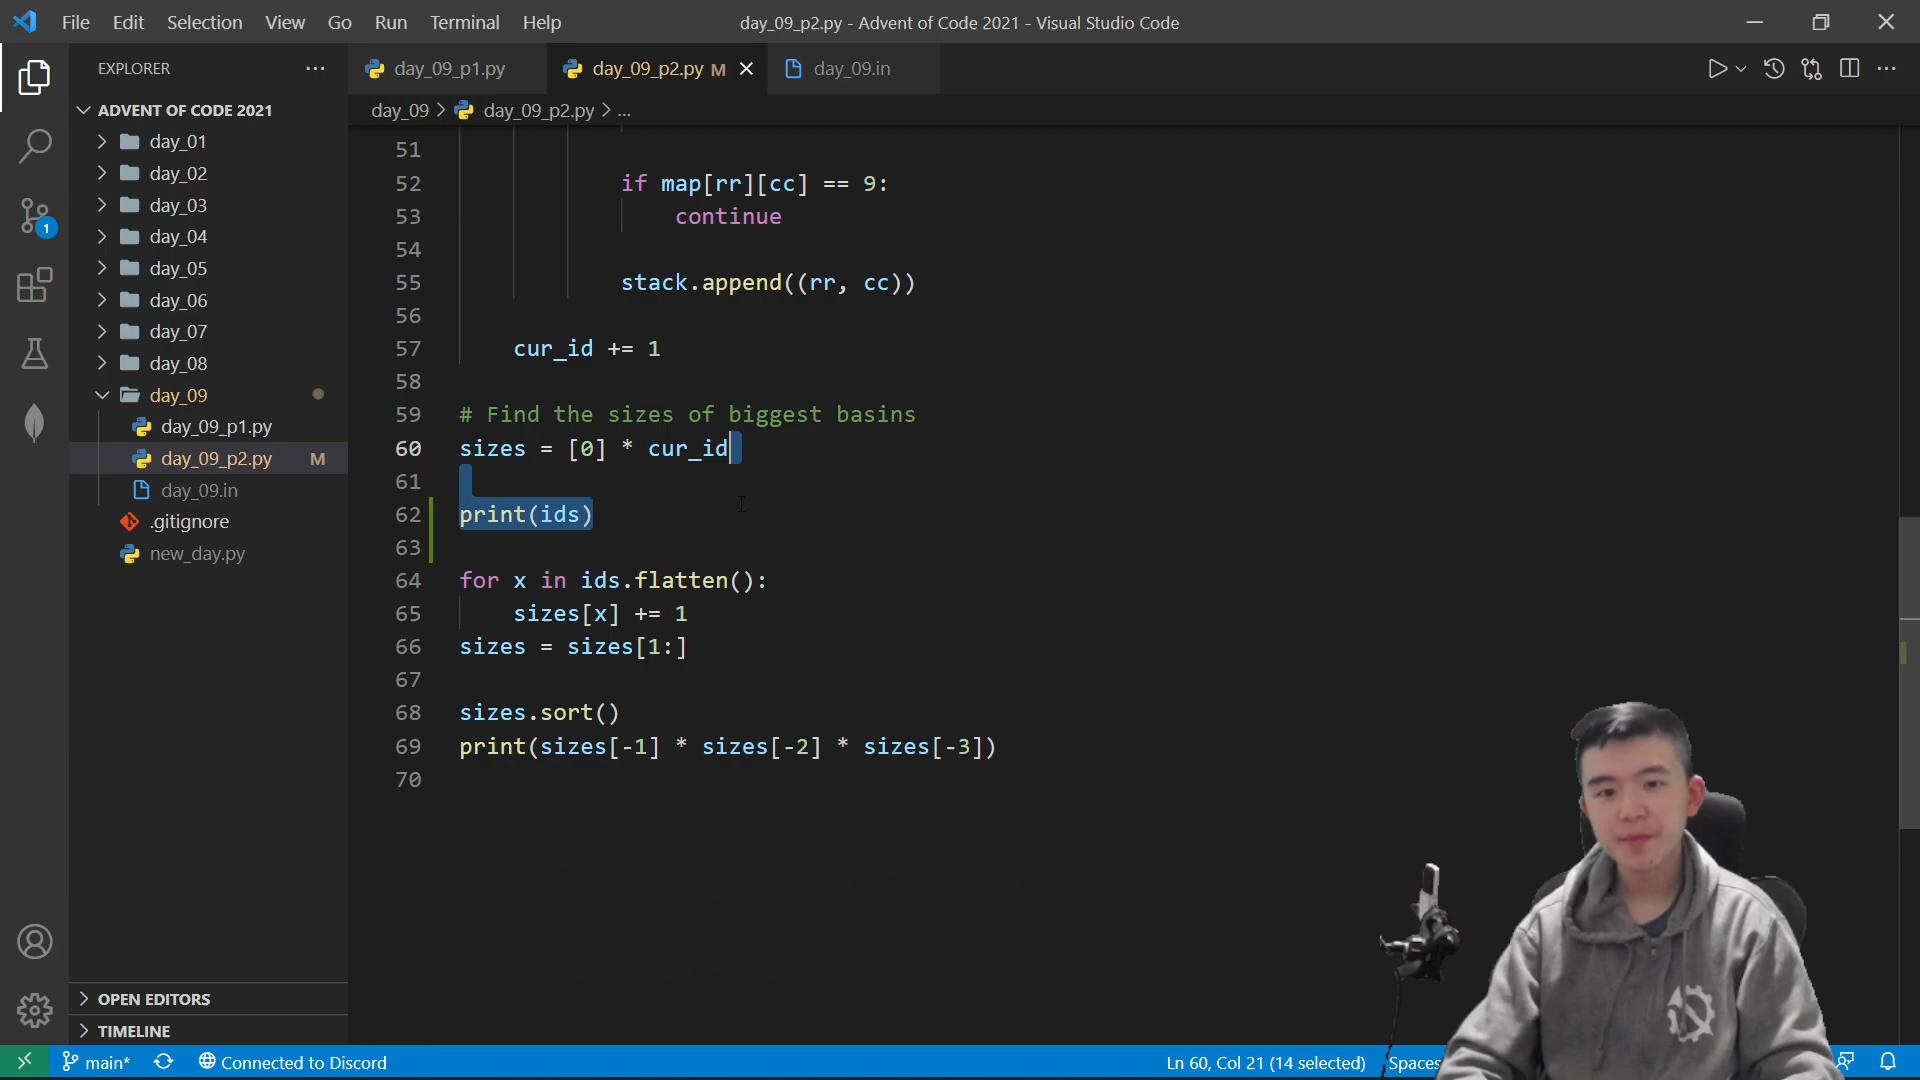 File Edit Selection View Go Run Terminal Help
day_09_p2.py - Advent of Code 2021 - Visual Studio Code
EXPLORER
ADVENT OF CODE 2021
day_01
day_02
day_03
day_04
day_05
day_06
day_07
day_08
day_09
day_09_p1.py
day_09_p2.py M
day_09.in
.gitignore
new_day.py
OPEN EDITORS
TIMELINE
1
day_09_p1.py day_09_p2.py M day_09.in
day_09 > day_09_p2.py > ...
51
52 if map[rr][cc] == 9:
53 continue
54
55 stack.append((rr, cc))
56
57 cur_id += 1
58
59 # Find the sizes of biggest basins
60 sizes = [0] * cur_id
61
62 print(ids)
63
64 for x in ids.flatten():
65 sizes[x] += 1
66 sizes = sizes[1:]
67
68 sizes.sort()
69 print(sizes[-1] * sizes[-2] * sizes[-3])
70
main* Connected to Discord Ln 60, Col 21 (14 selected) Spaces